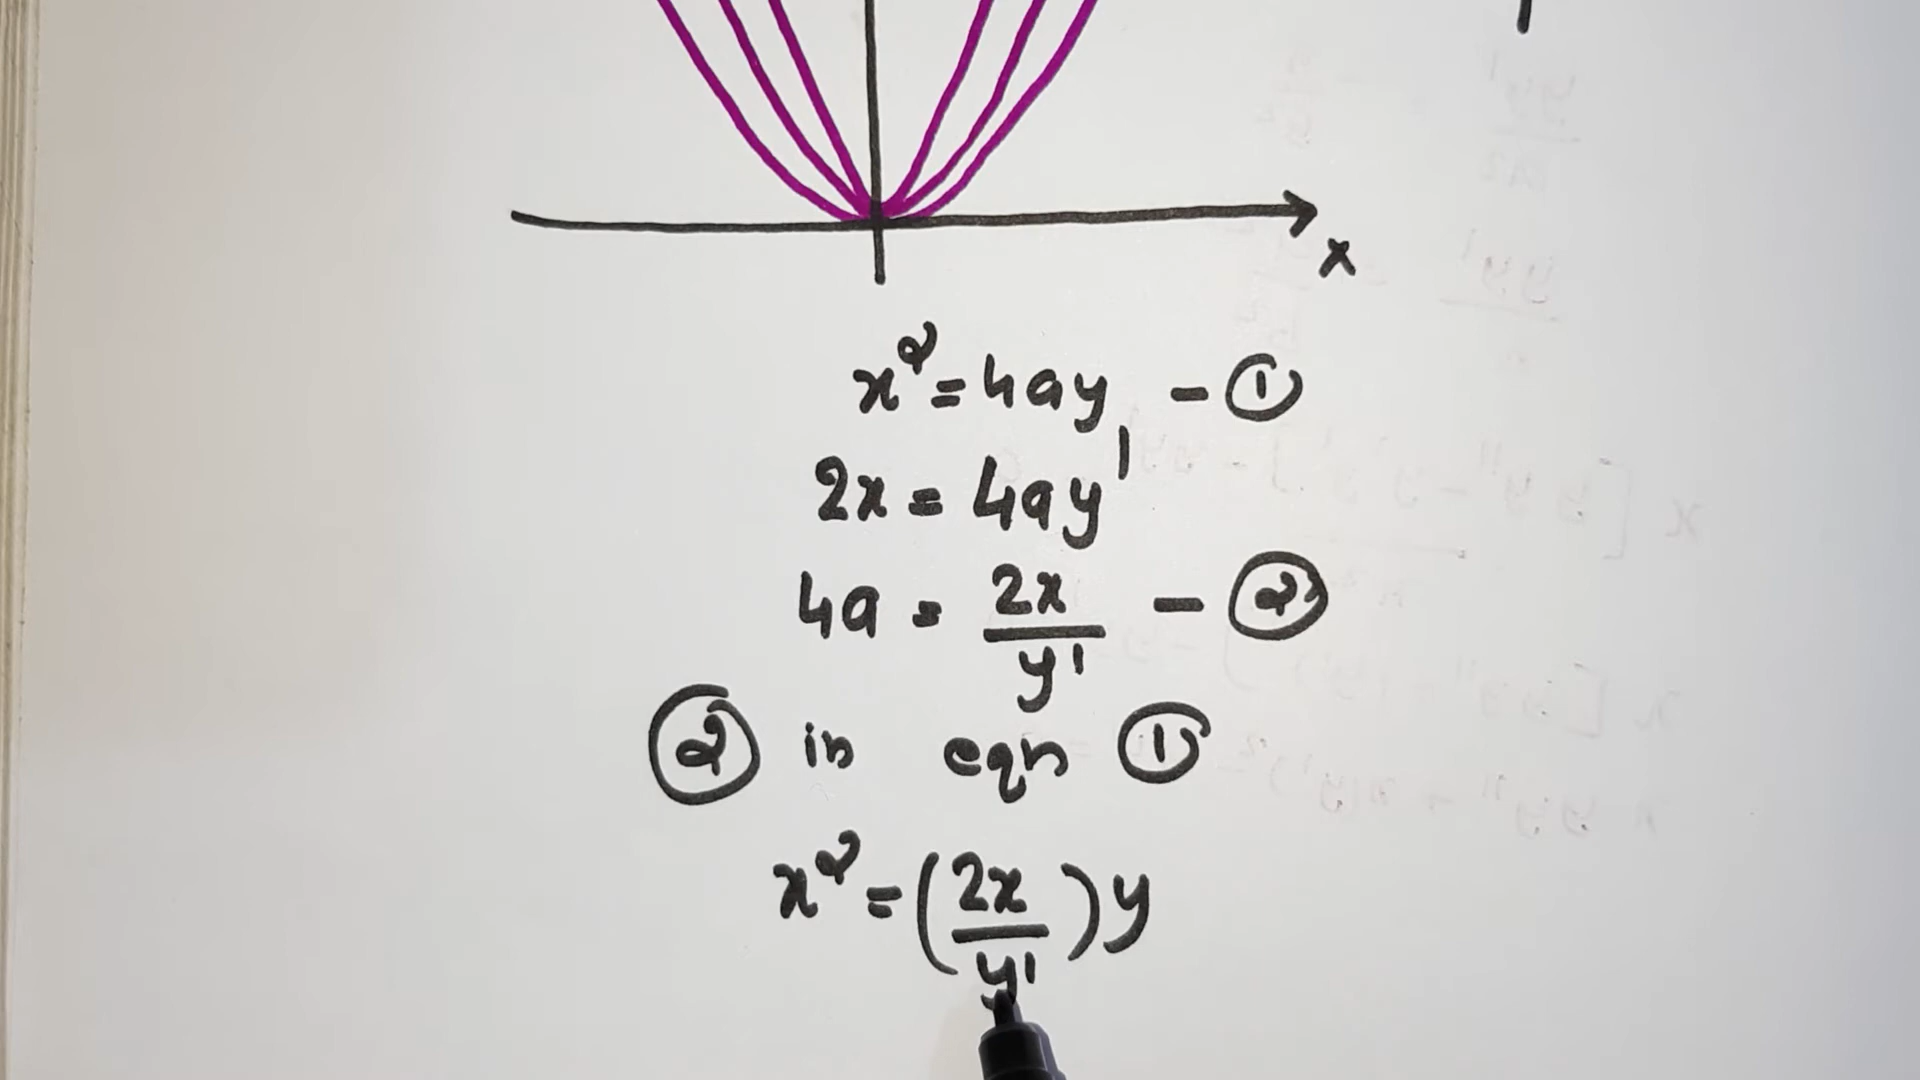 x
x² = 4ay - ①
2x = 4ay'
4a = 2x/y' - ②
② in eqn ①
x² = (2x/y')y